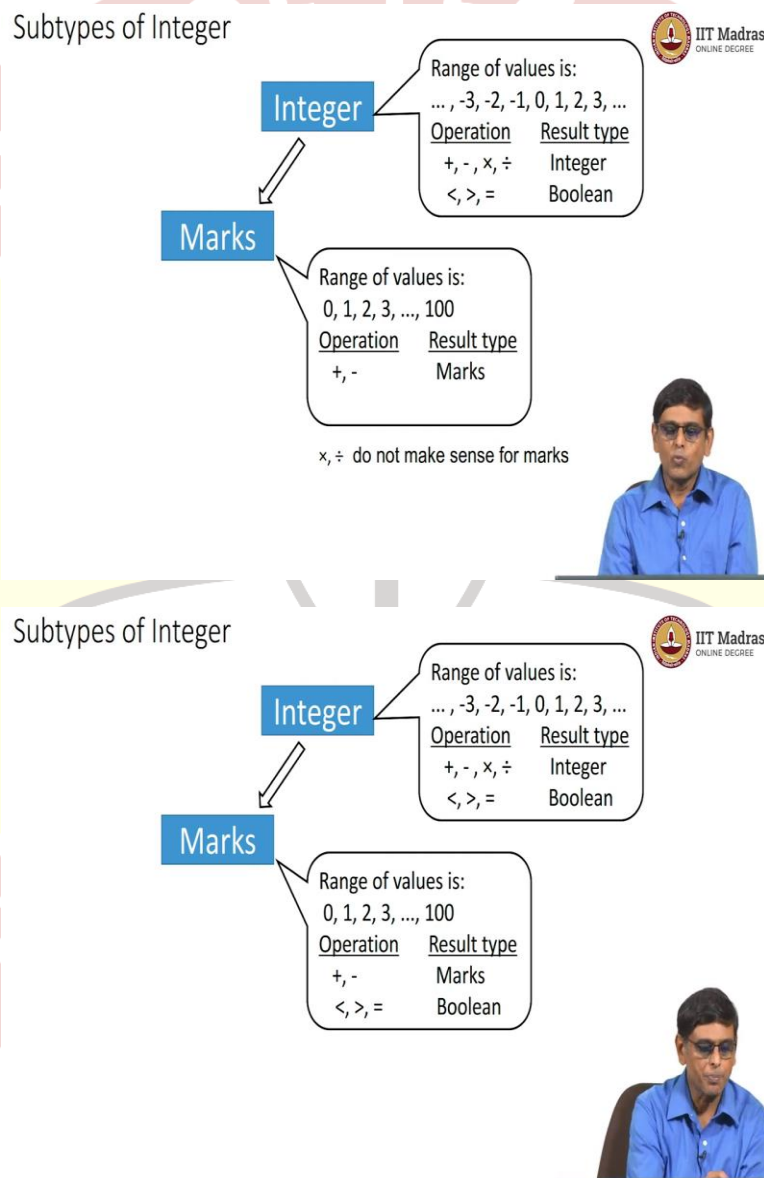 Subtypes of Integer
IIT Madras
ONLINE DEGREE
Integer
Range of values is:
... , -3, -2, -1, 0, 1, 2, 3, ...
Operation Result type
+, - , ×, ÷ Integer
<, >, = Boolean
Marks
Range of values is:
0, 1, 2, 3, ..., 100
Operation Result type
+, - Marks
×, ÷ do not make sense for marks
Subtypes of Integer
IIT Madras
ONLINE DEGREE
Integer
Range of values is:
... , -3, -2, -1, 0, 1, 2, 3, ...
Operation Result type
+, - , ×, ÷ Integer
<, >, = Boolean
Marks
Range of values is:
0, 1, 2, 3, ..., 100
Operation Result type
+, - Marks
<, >, = Boolean